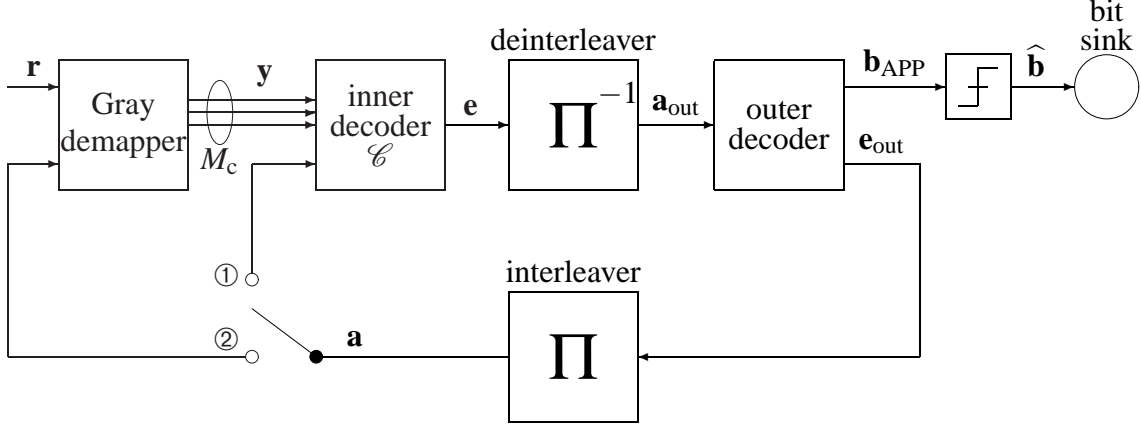 bit
sink
deinterleaver
r
y
b_APP
b̂
Gray
demapper
inner
decoder
𝒞
e
Π⁻¹
a_out
outer
decoder
e_out
M_c
①
interleaver
②
a
Π